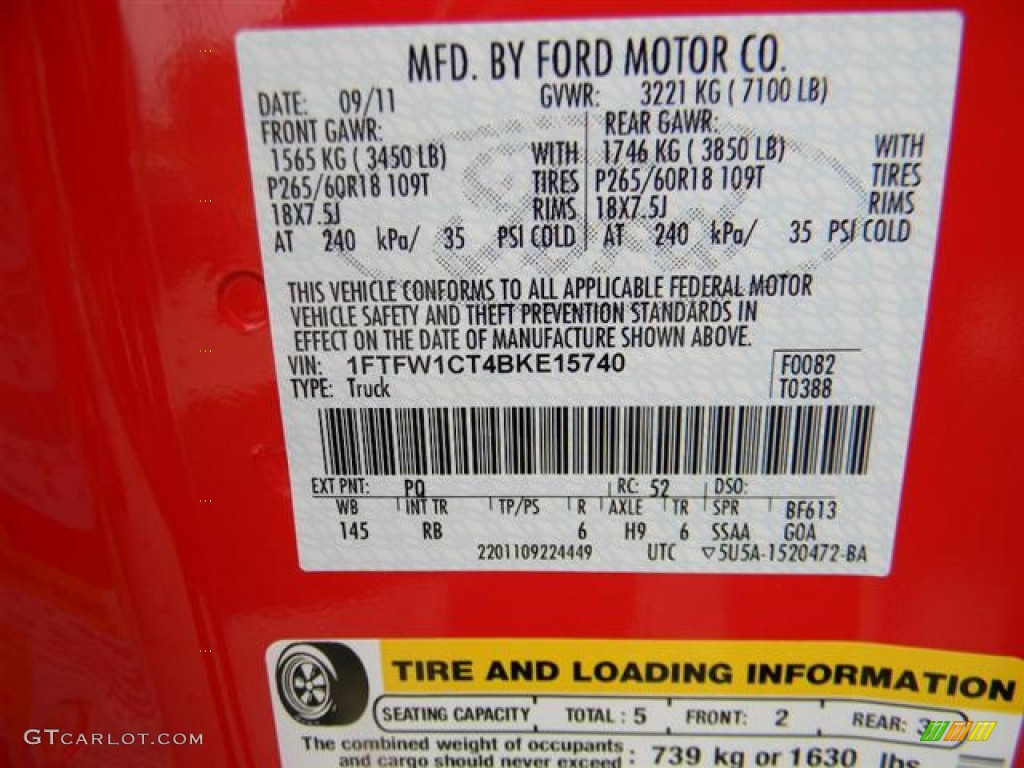 MFD. BY FORD MOTOR CO.
DATE: 09/11 GVWR: 3221 KG ( 7100 LB)
FRONT GAWR: REAR GAWR:
1565 KG ( 3450 LB) WITH 1746 KG ( 3850 LB) WITH
P265/60R18 109T TIRES P265/60R18 109T TIRES
18X7.5J RIMS 18X7.5J RIMS
AT 240 kPa/ 35 PSI COLD AT 240 kPa/ 35 PSI COLD
THIS VEHICLE CONFORMS TO ALL APPLICABLE FEDERAL MOTOR
VEHICLE SAFETY AND THEFT PREVENTION STANDARDS IN
EFFECT ON THE DATE OF MANUFACTURE SHOWN ABOVE.
VIN: 1FTFW1CT4BKE15740 F0082
TYPE: Truck T0388
EXT PNT: PQ RC: 52 DSO:
WB INT TR TP/PS R AXLE TR SPR BF613
145 RB 6 H9 6 SSAA GOA
2201109224449 UTC ▽5U5A-1520472-BA
TIRE AND LOADING INFORMATION
SEATING CAPACITY TOTAL : 5 FRONT: 2 REAR: 3
The combined weight of occupants
and cargo should never exceed : 739 kg or 1630 lbs
GTCARLOT.COM